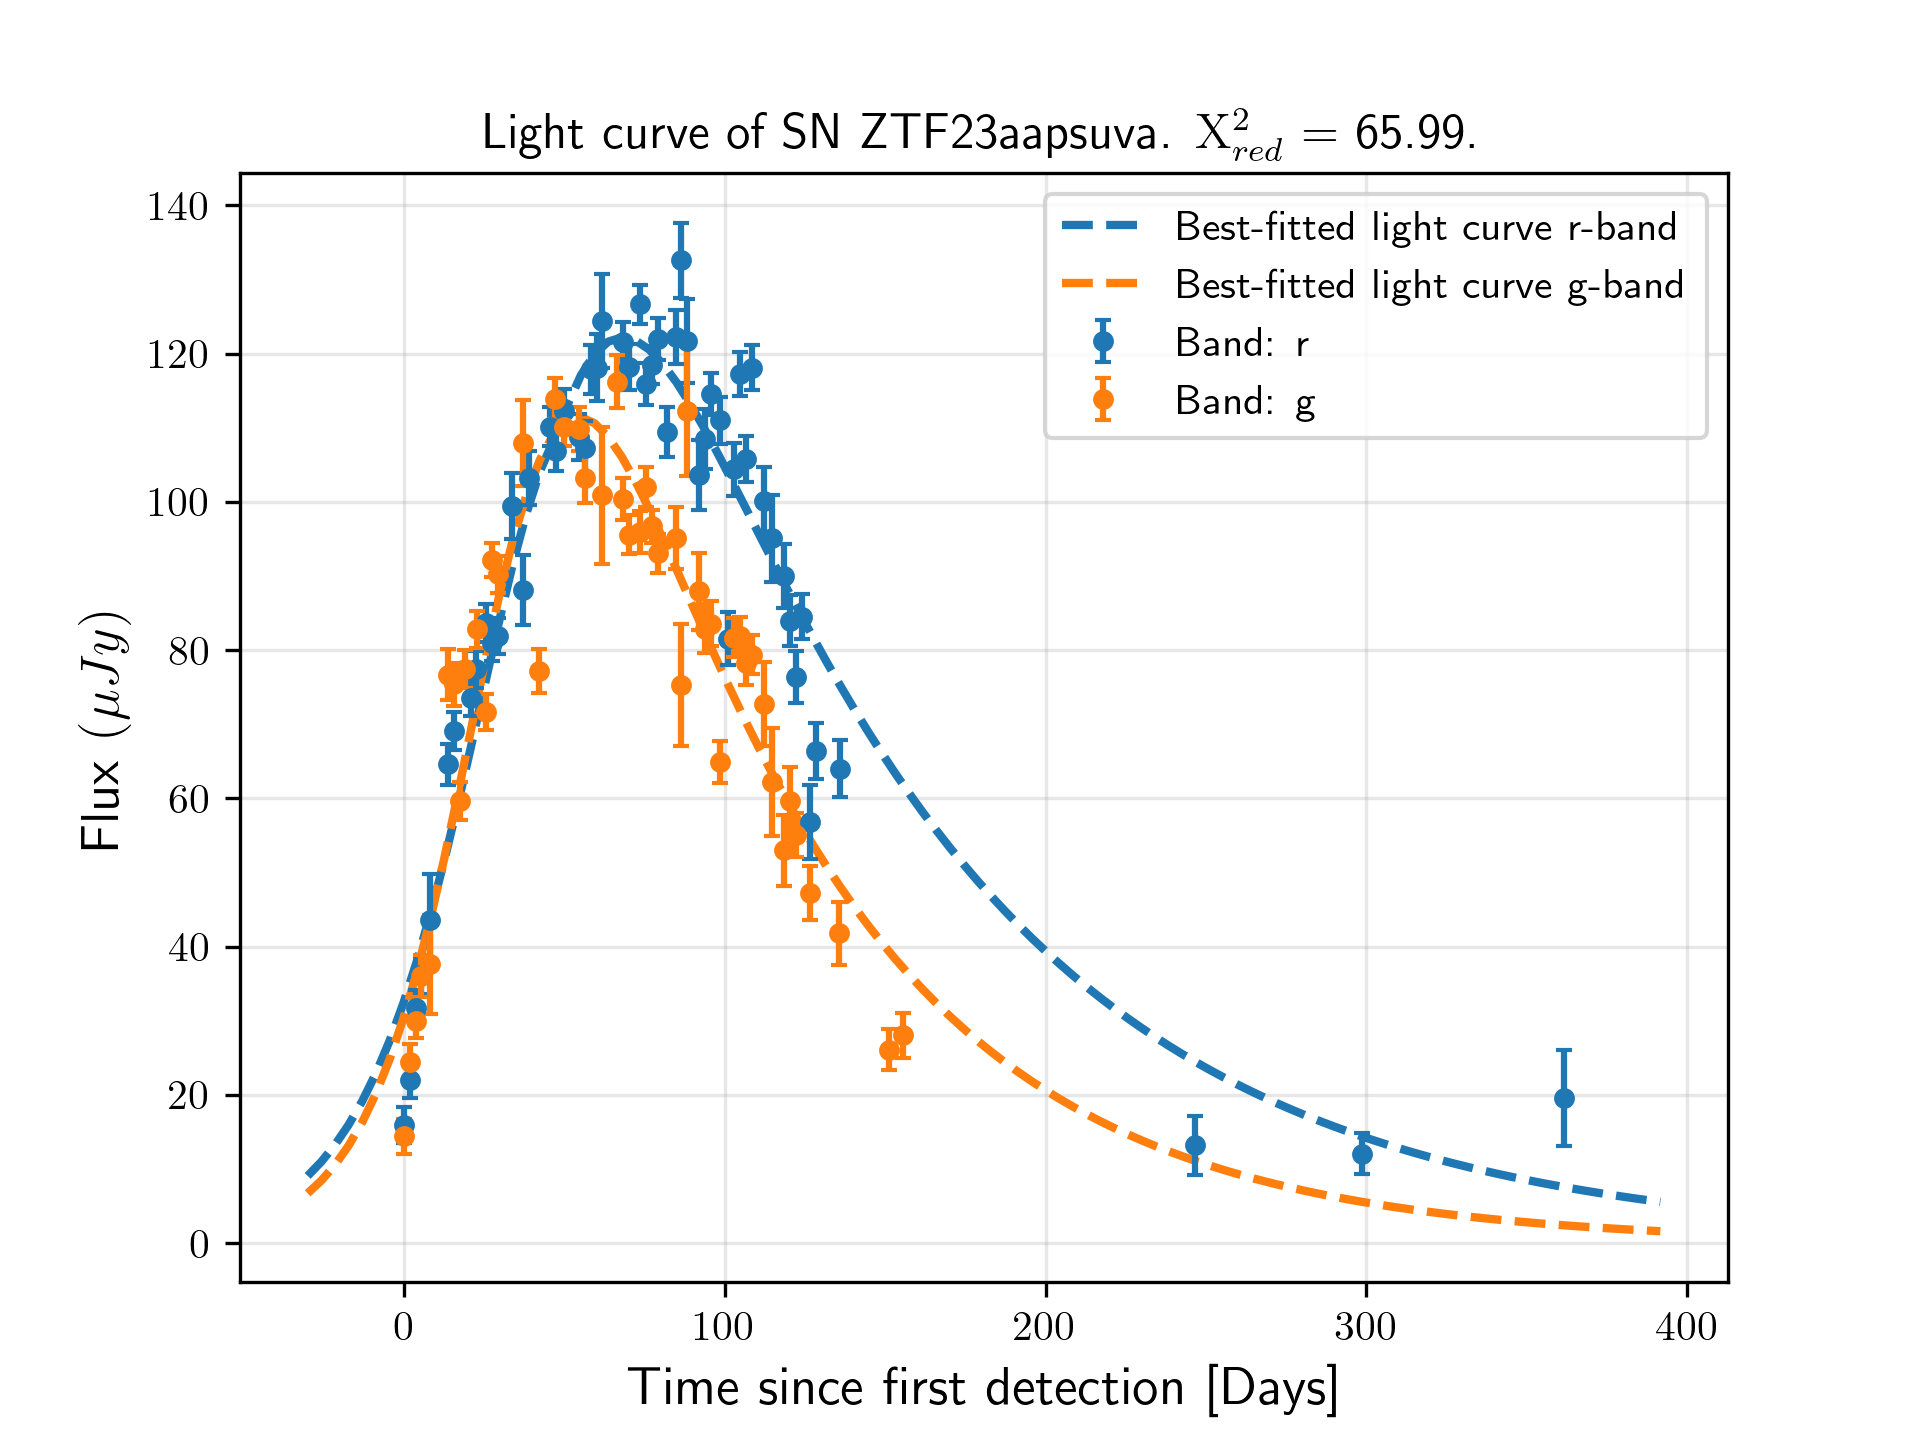 Light curve of SN ZTF23aapsuva. X²_red = 65.99.
140
120
100
80
60
40
20
0
Flux (μJy)
Best-fitted light curve r-band
Best-fitted light curve g-band
Band: r
Band: g
0 100 200 300 400
Time since first detection [Days]